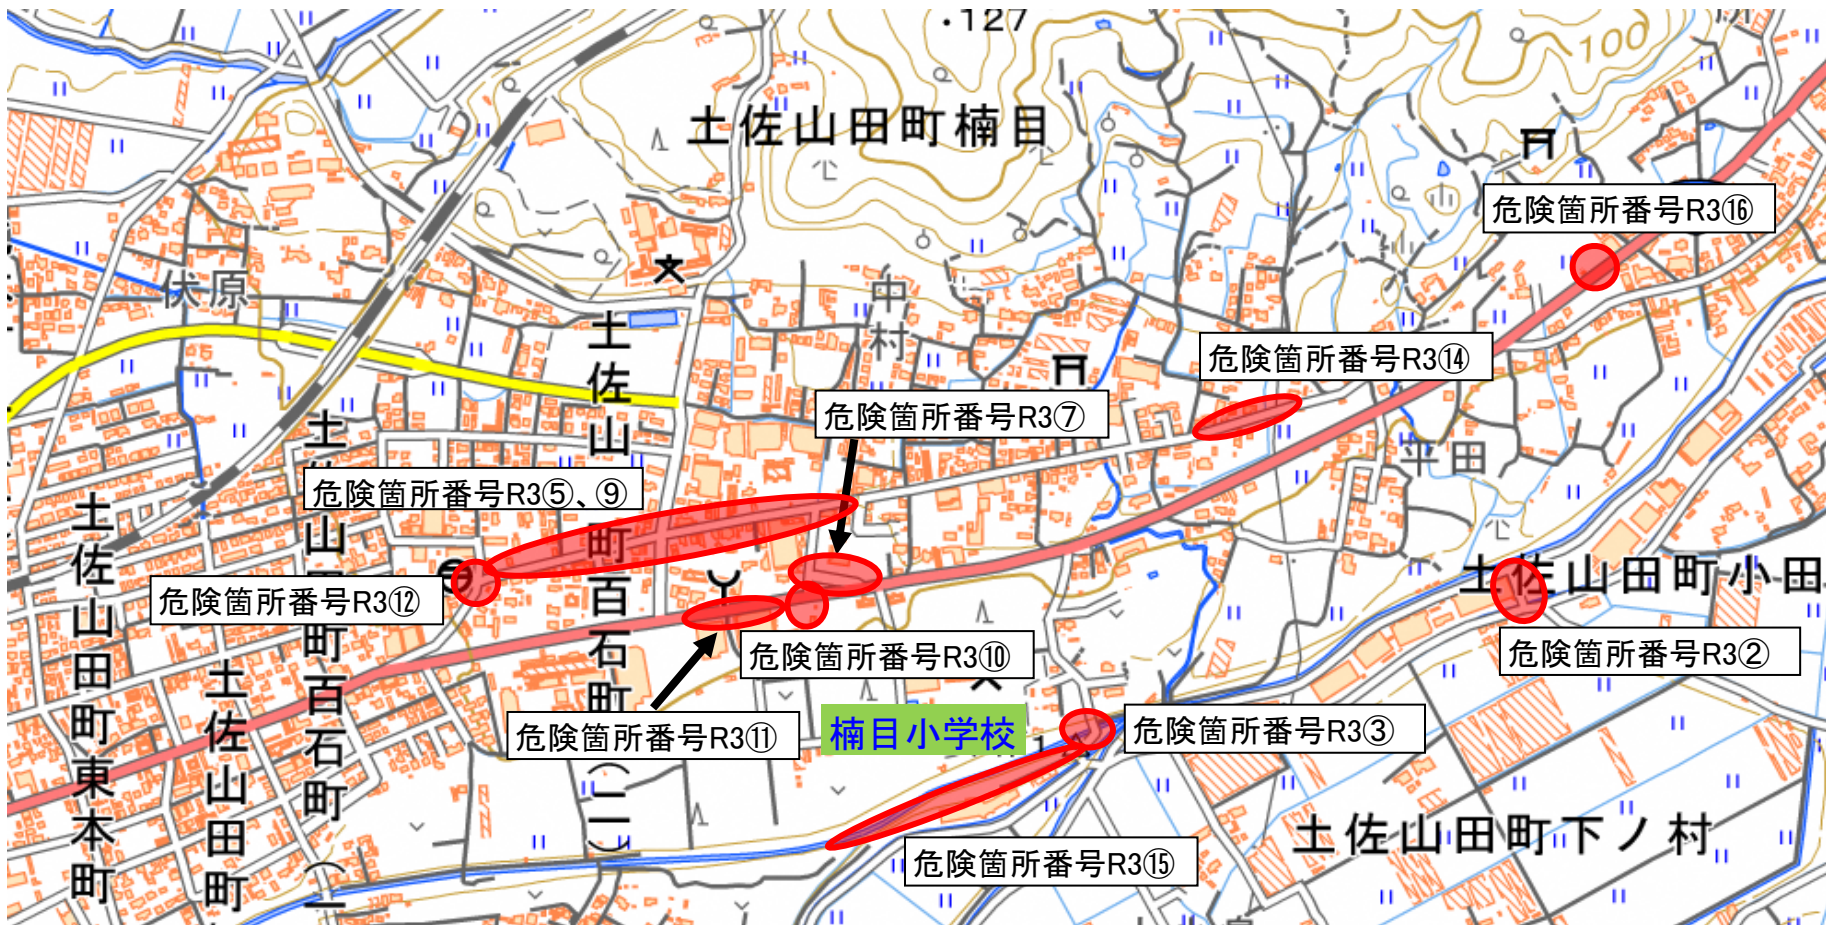 ・127
100
土佐山田町楠目
危険箇所番号R3⑯
伏原
中村
土佐山田町百石町(二)
危険箇所番号R3⑭
危険箇所番号R3⑦
平田
危険箇所番号R3⑤、⑨
土佐山田町東本町
土佐山田町百石町(一)
土佐山田町
危険箇所番号R3⑫
土佐山田町小田
危険箇所番号R3⑩
危険箇所番号R3②
危険箇所番号R3⑪
楠目小学校
危険箇所番号R3③
土佐山田町下ノ村
危険箇所番号R3⑮